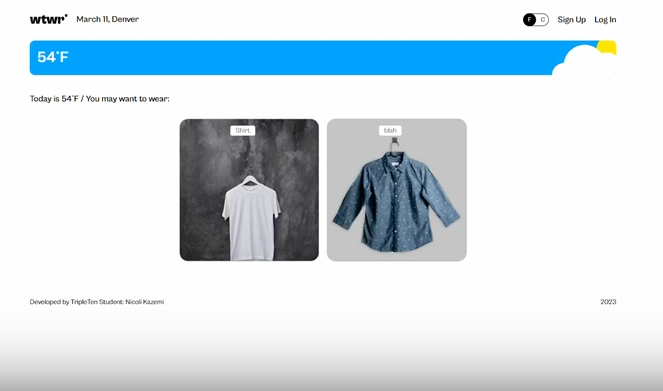 wtwr° March 11, Denver F C Sign Up Log In
54°F
Today is 54°F / You may want to wear:
Shirt blah
Developed by TripleTen Student: Nicoli Kazemi 2023